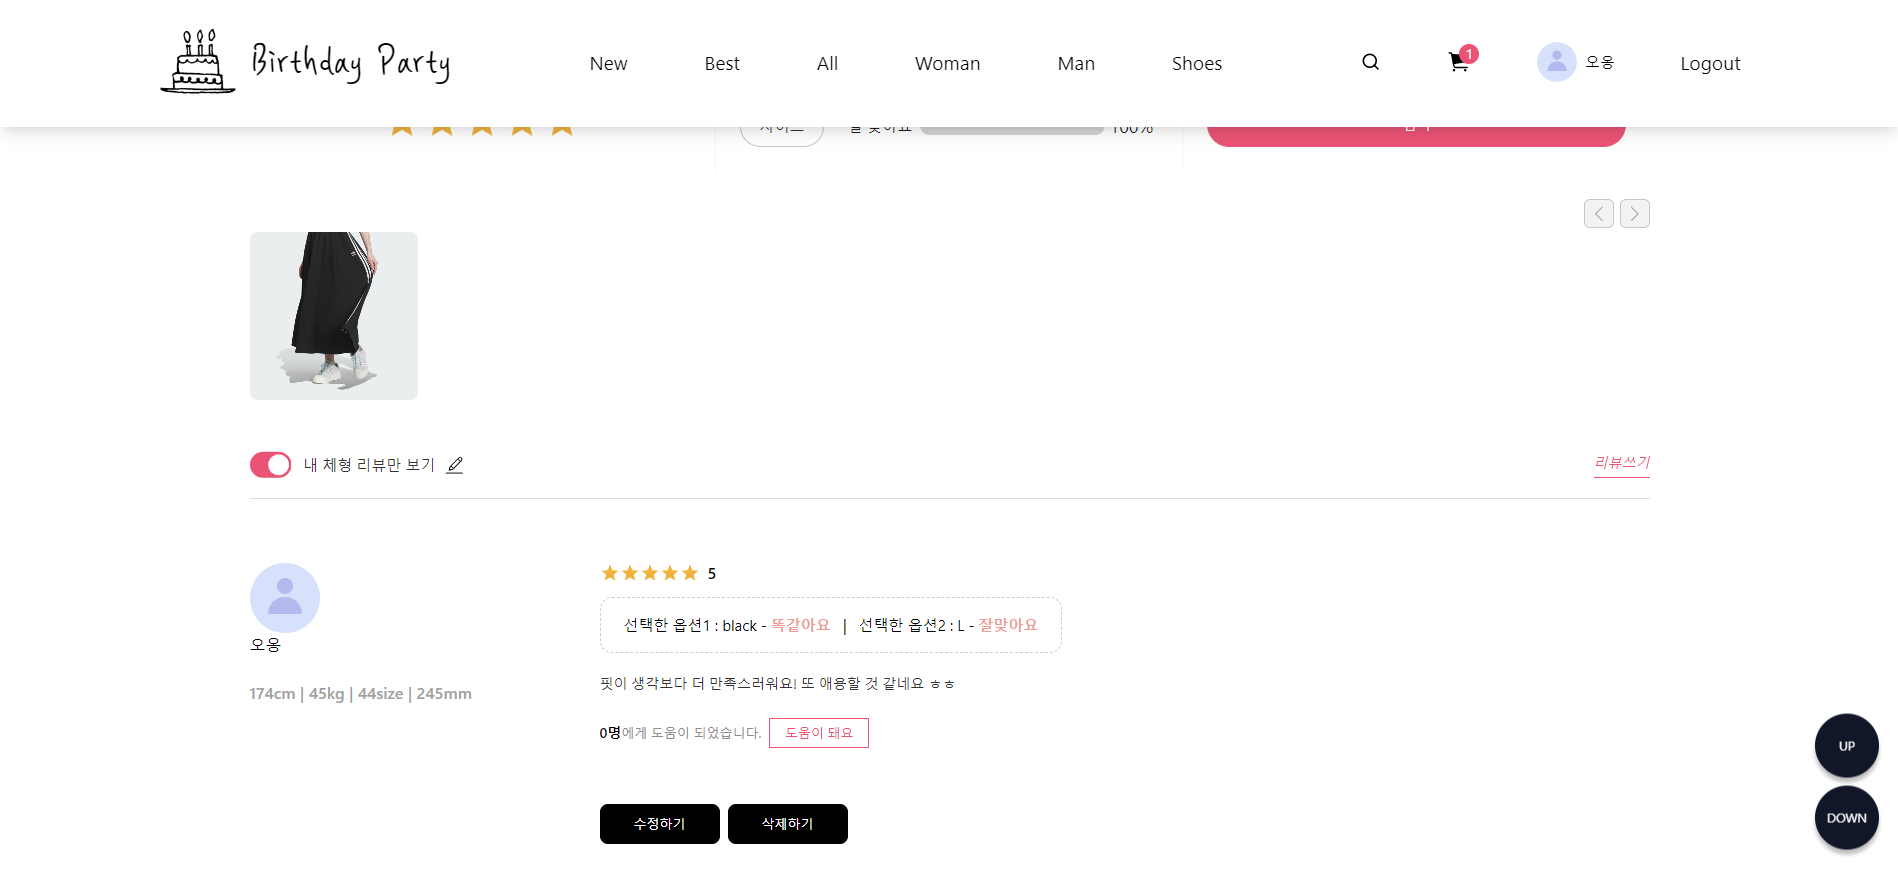 Birthday Party
New Best All Woman Man Shoes 1 오옹 Logout
100%
내 체형 리뷰만 보기
리뷰쓰기
5
선택한 옵션1 : black - 똑같아요 | 선택한 옵션2 : L - 잘맞아요
오옹
핏이 생각보다 더 만족스러워요! 또 애용할 것 같네요 ㅎㅎ
174cm | 45kg | 44size | 245mm
0명에게 도움이 되었습니다. 도움이 돼요
수정하기 삭제하기
UP
DOWN